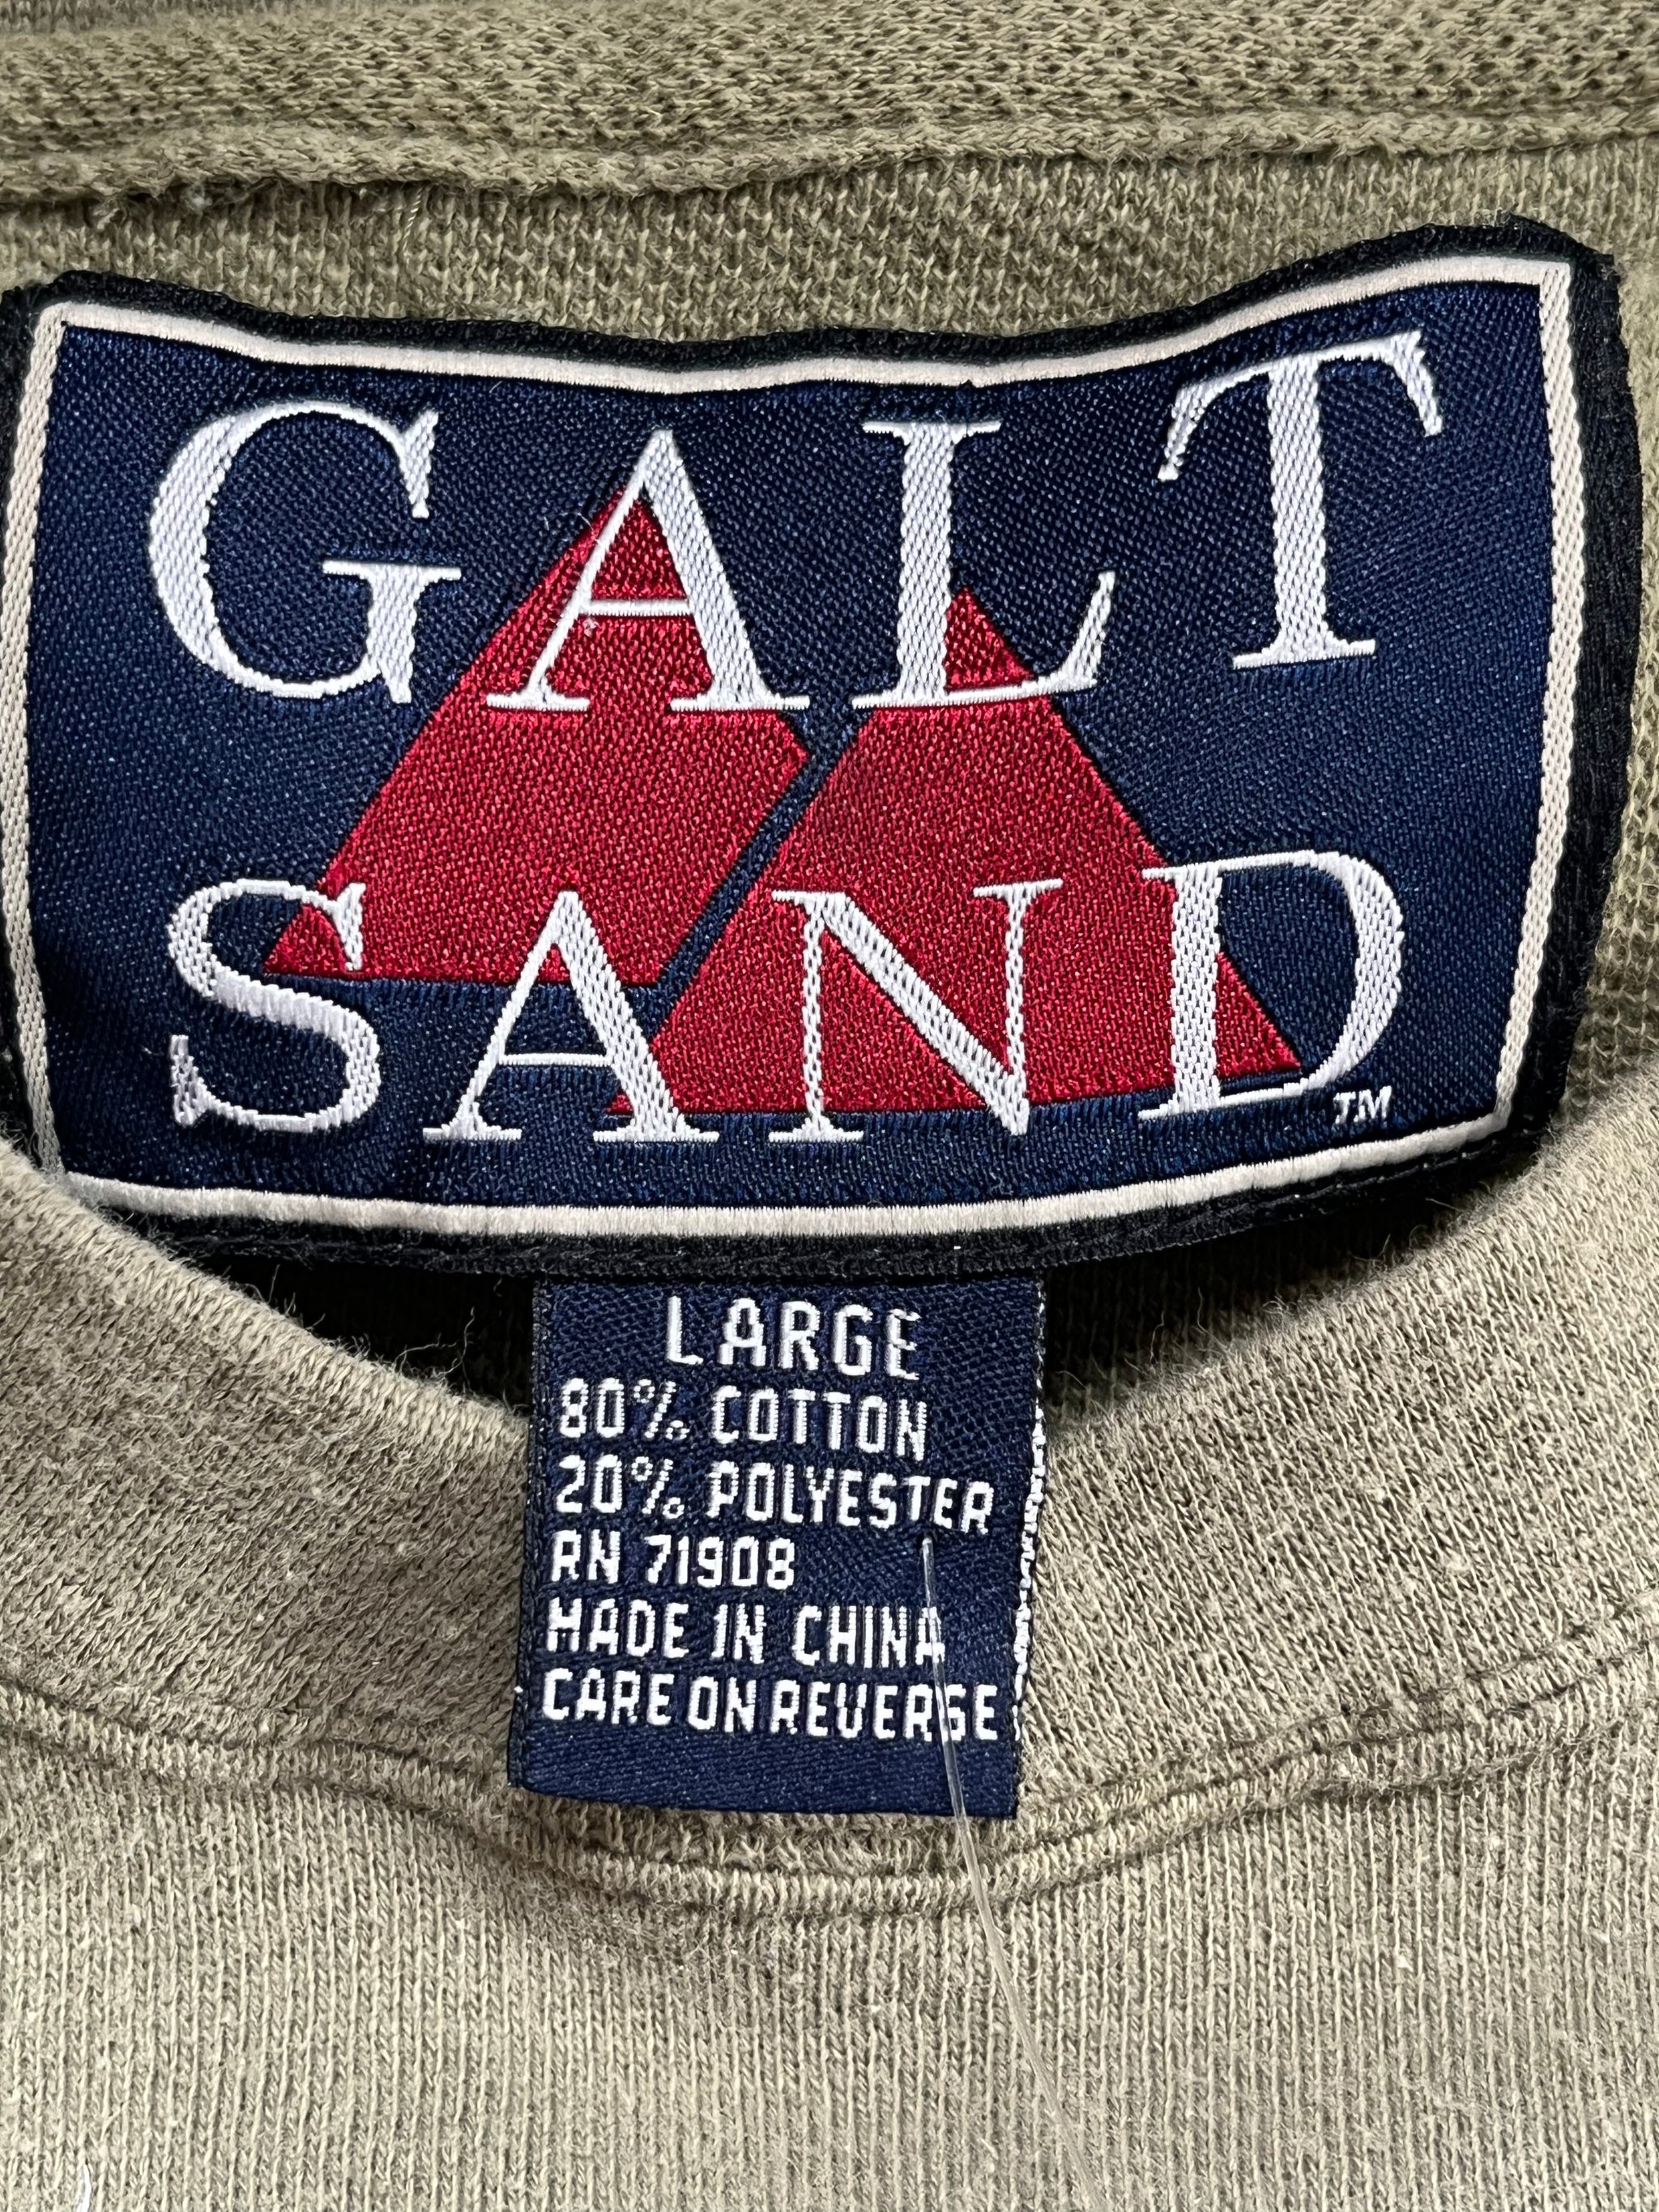 GALT
SAND
TM
LARGE
80% COTTON
20% POLYESTER
RN 71908
MADE IN CHINA
CARE ON REVERSE